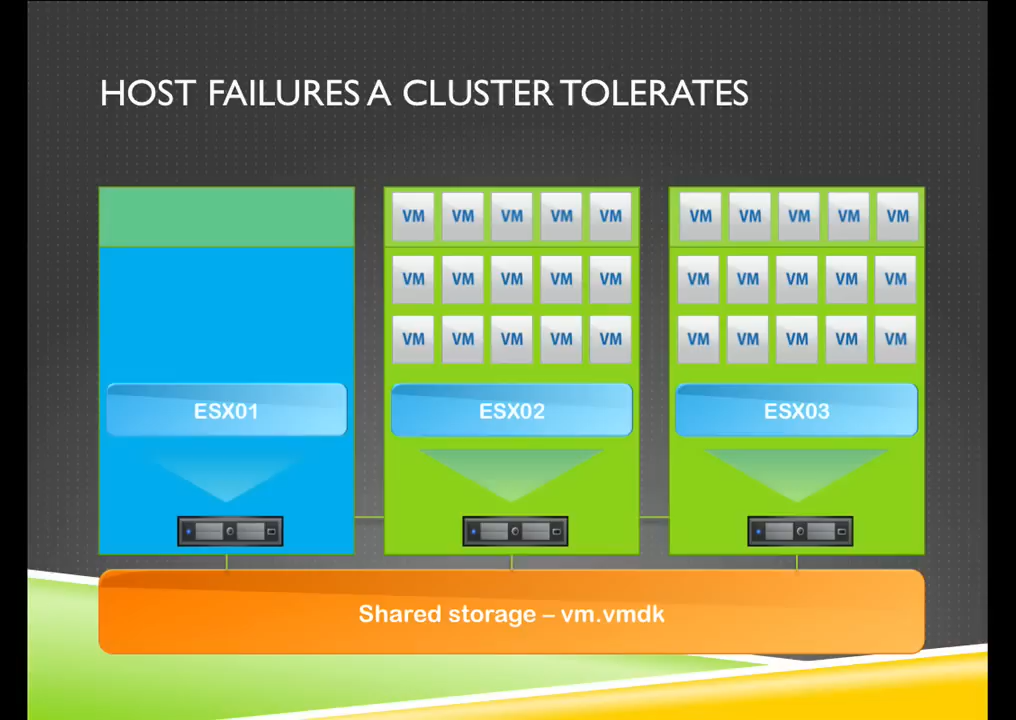 HOST FAILURES A CLUSTER TOLERATES
VM VM VM VM VM
VM VM VM VM VM
VM VM VM VM VM
ESX01
ESX02
VM VM VM VM VM
VM VM VM VM VM
VM VM VM VM VM
ESX03
Shared storage – vm.vmdk